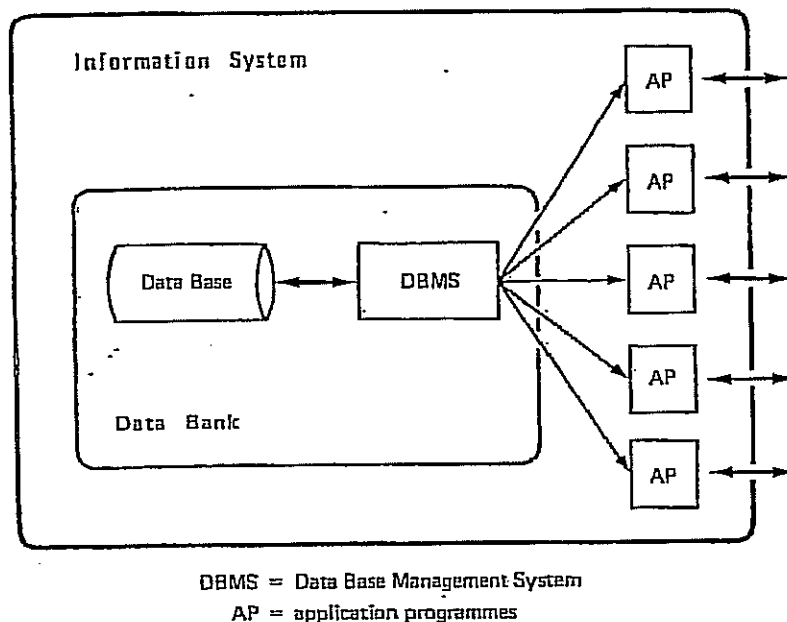 Information System
AP
AP
Data Base
DBMS
AP
AP
Data Bank
AP
DBMS = Data Base Management System
AP = application programmes